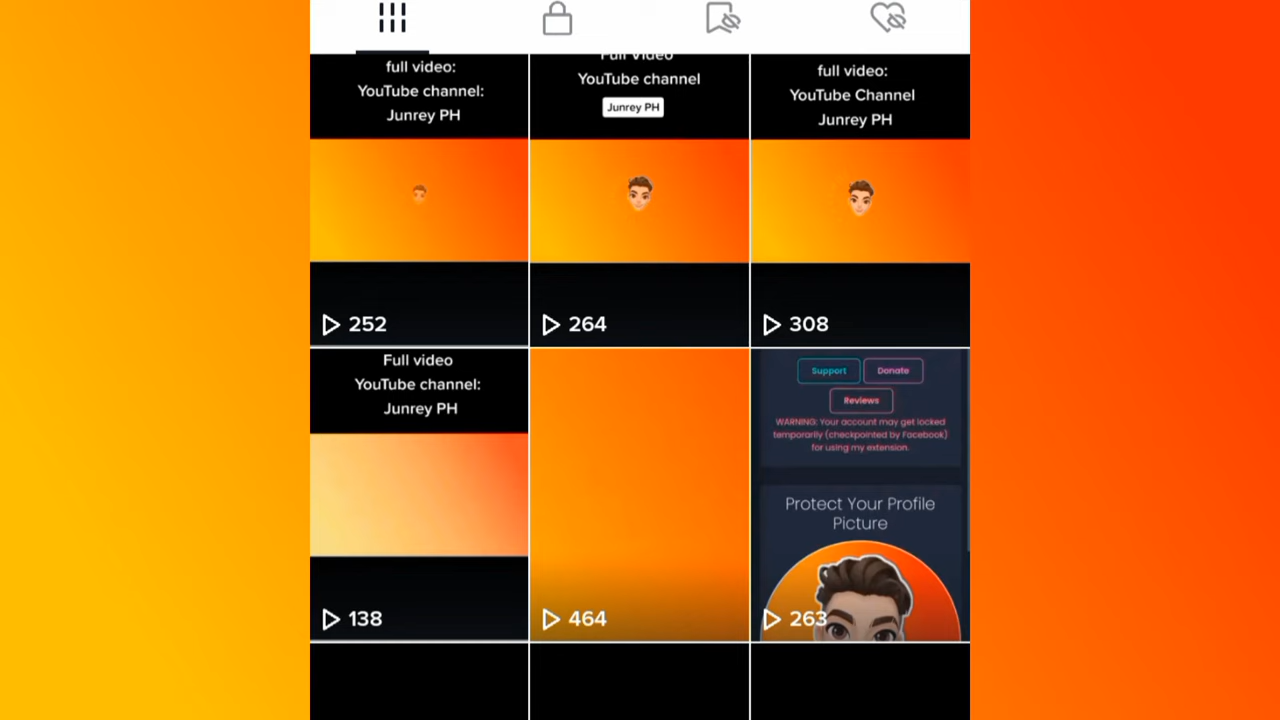 full video:
YouTube channel:
Junrey PH
Full Video
YouTube channel
Junrey PH
full video:
YouTube Channel
Junrey PH
252
264
308
Full video
YouTube channel:
Junrey PH
138
464
Support
Donate
Reviews
WARNING: Your account may get locked
temporarily (checkpointed by Facebook)
for using my extension.
Protect Your Profile
Picture
263